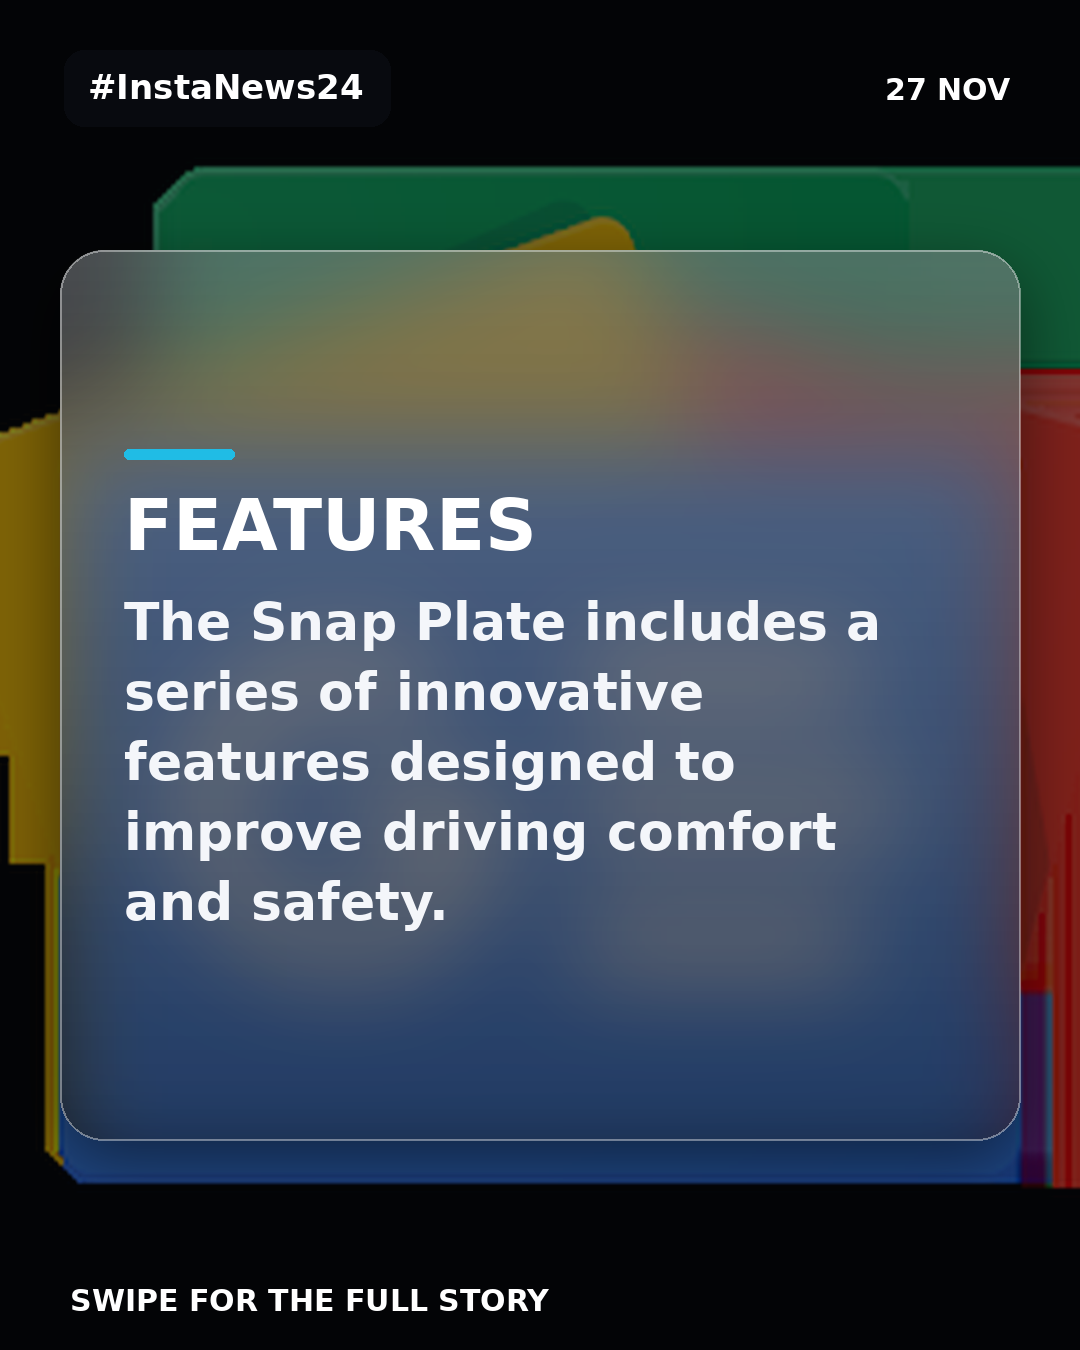 #InstaNews24
27 NOV
FEATURES
The Snap Plate includes a
series of innovative
features designed to
improve driving comfort
and safety.
SWIPE FOR THE FULL STORY